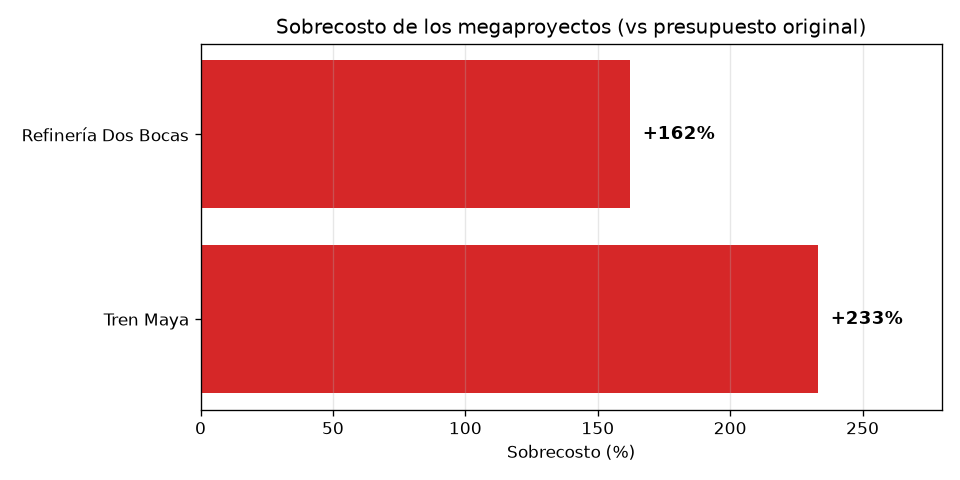 Sobrecosto de los megaproyectos (vs presupuesto original)
Refinería Dos Bocas
+162%
Tren Maya
+233%
0 50 100 150 200 250
Sobrecosto (%)